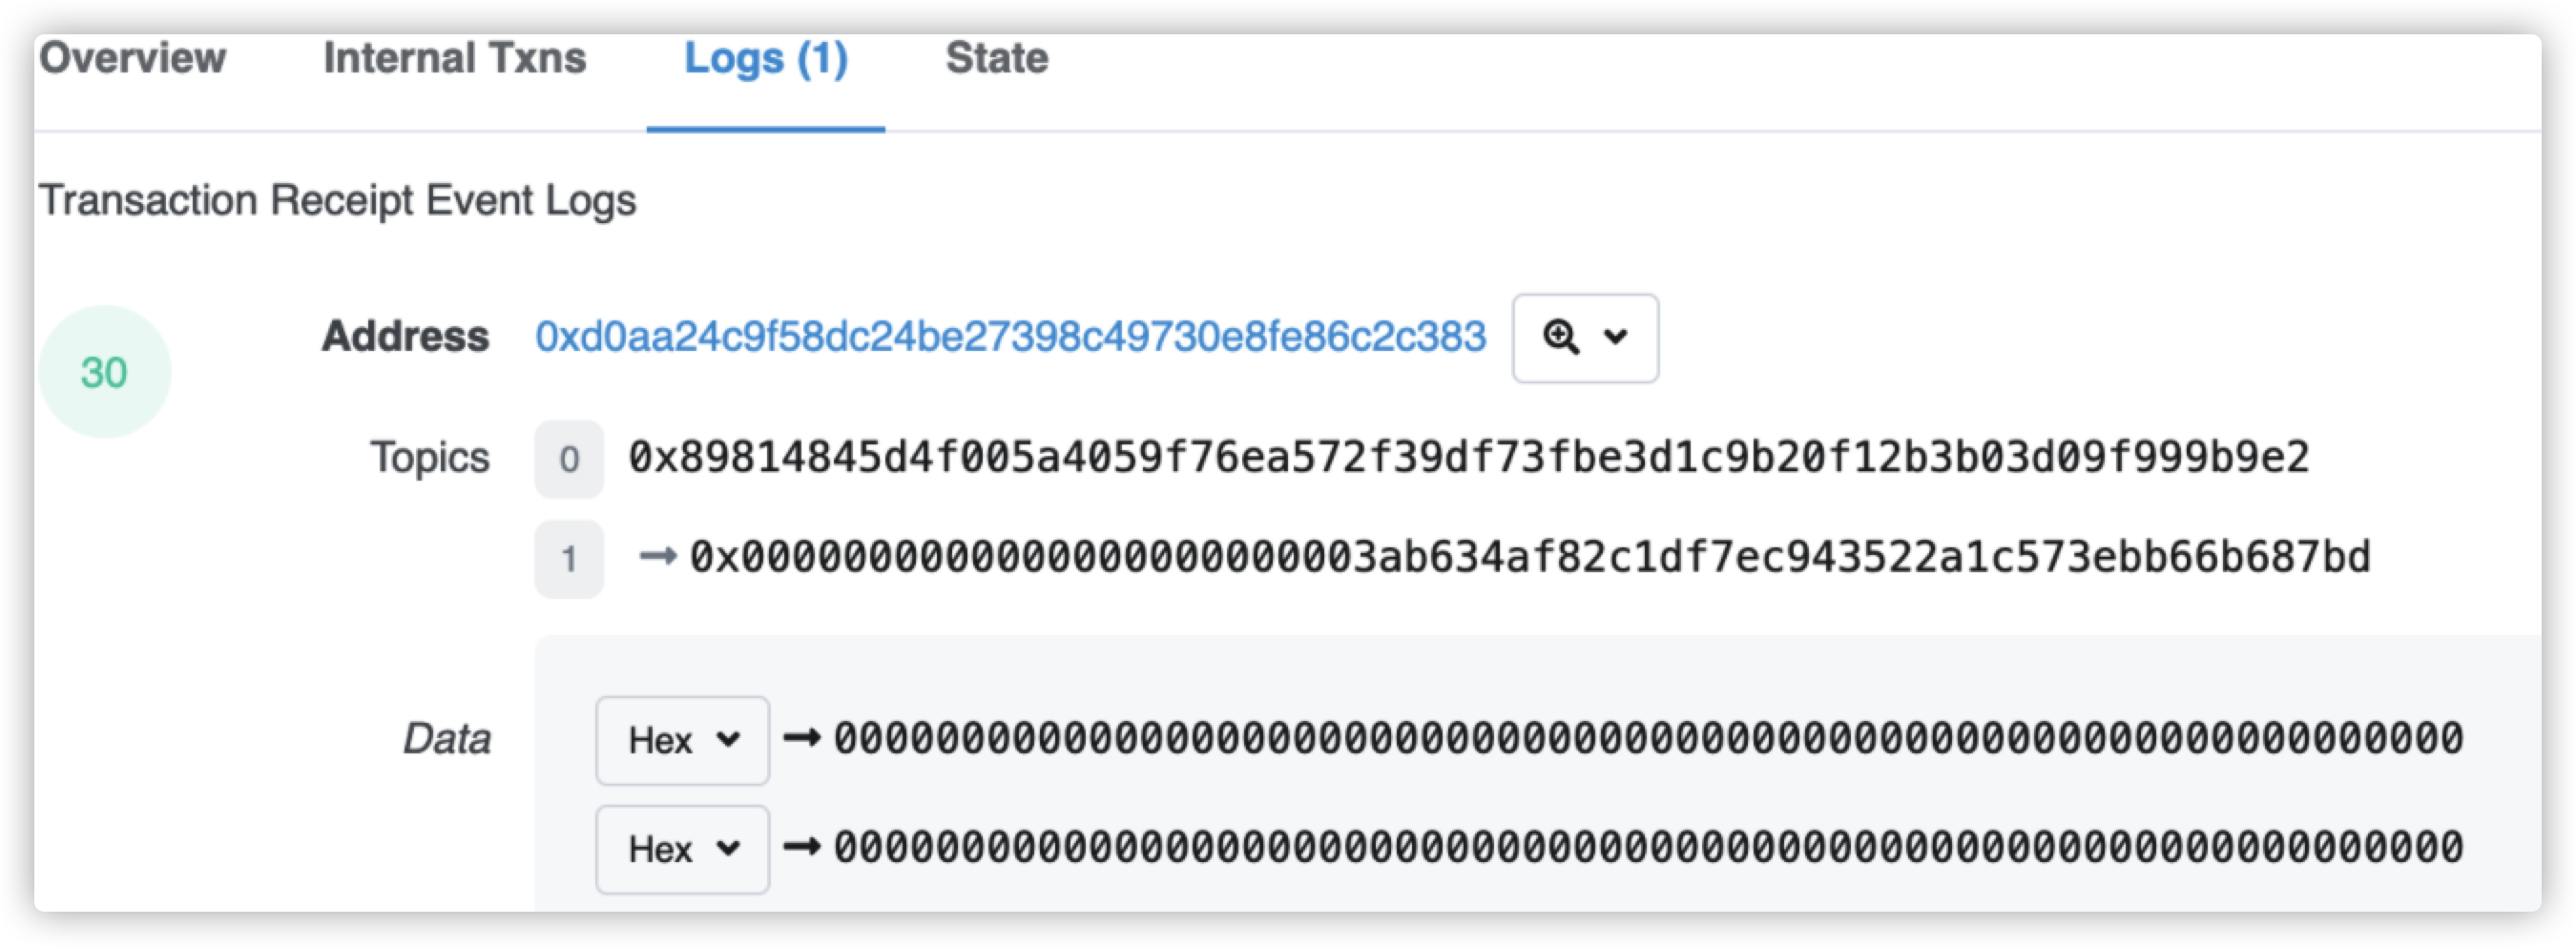 Overview Internal Txns Logs (1) State
Transaction Receipt Event Logs
30
Address 0xd0aa24c9f58dc24be27398c49730e8fe86c2c383
Topics 0 0x89814845d4f005a4059f76ea572f39df73fbe3d1c9b20f12b3b03d09f999b9e2
1 → 0x0000000000000000000000003ab634af82c1df7ec943522a1c573ebb66b687bd
Data Hex → 0000000000000000000000000000000000000000000000000000000000000000
Hex → 0000000000000000000000000000000000000000000000000000000000000000